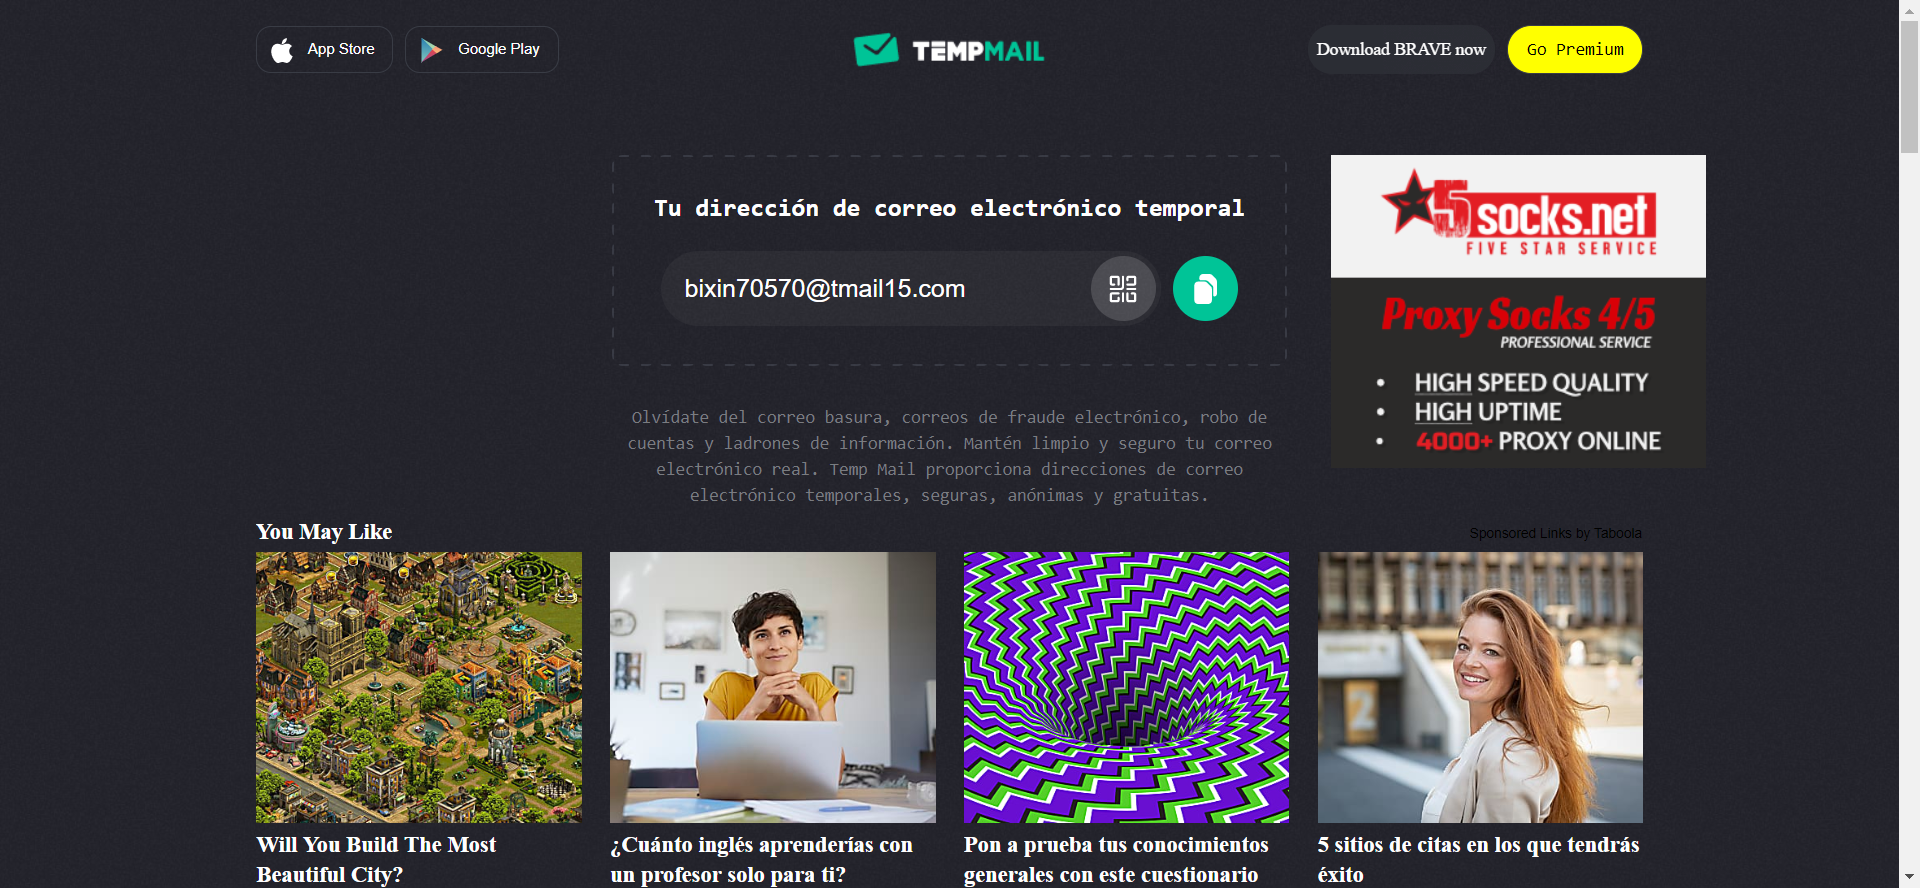 App Store
Google Play
TEMPMAIL
Download BRAVE now
Go Premium
Tu dirección de correo electrónico temporal
bixin70570@tmail15.com
5socks.net
FIVE STAR SERVICE
Proxy Socks 4/5
PROFESSIONAL SERVICE
• HIGH SPEED QUALITY
• HIGH UPTIME
• 4000+ PROXY ONLINE
Olvídate del correo basura, correos de fraude electrónico, robo de
cuentas y ladrones de información. Mantén limpio y seguro tu correo
electrónico real. Temp Mail proporciona direcciones de correo
electrónico temporales, seguras, anónimas y gratuitas.
You May Like
Sponsored Links by Taboola
2
Will You Build The Most
Beautiful City?
¿Cuánto inglés aprenderías con
un profesor solo para ti?
Pon a prueba tus conocimientos
generales con este cuestionario
5 sitios de citas en los que tendrás
éxito